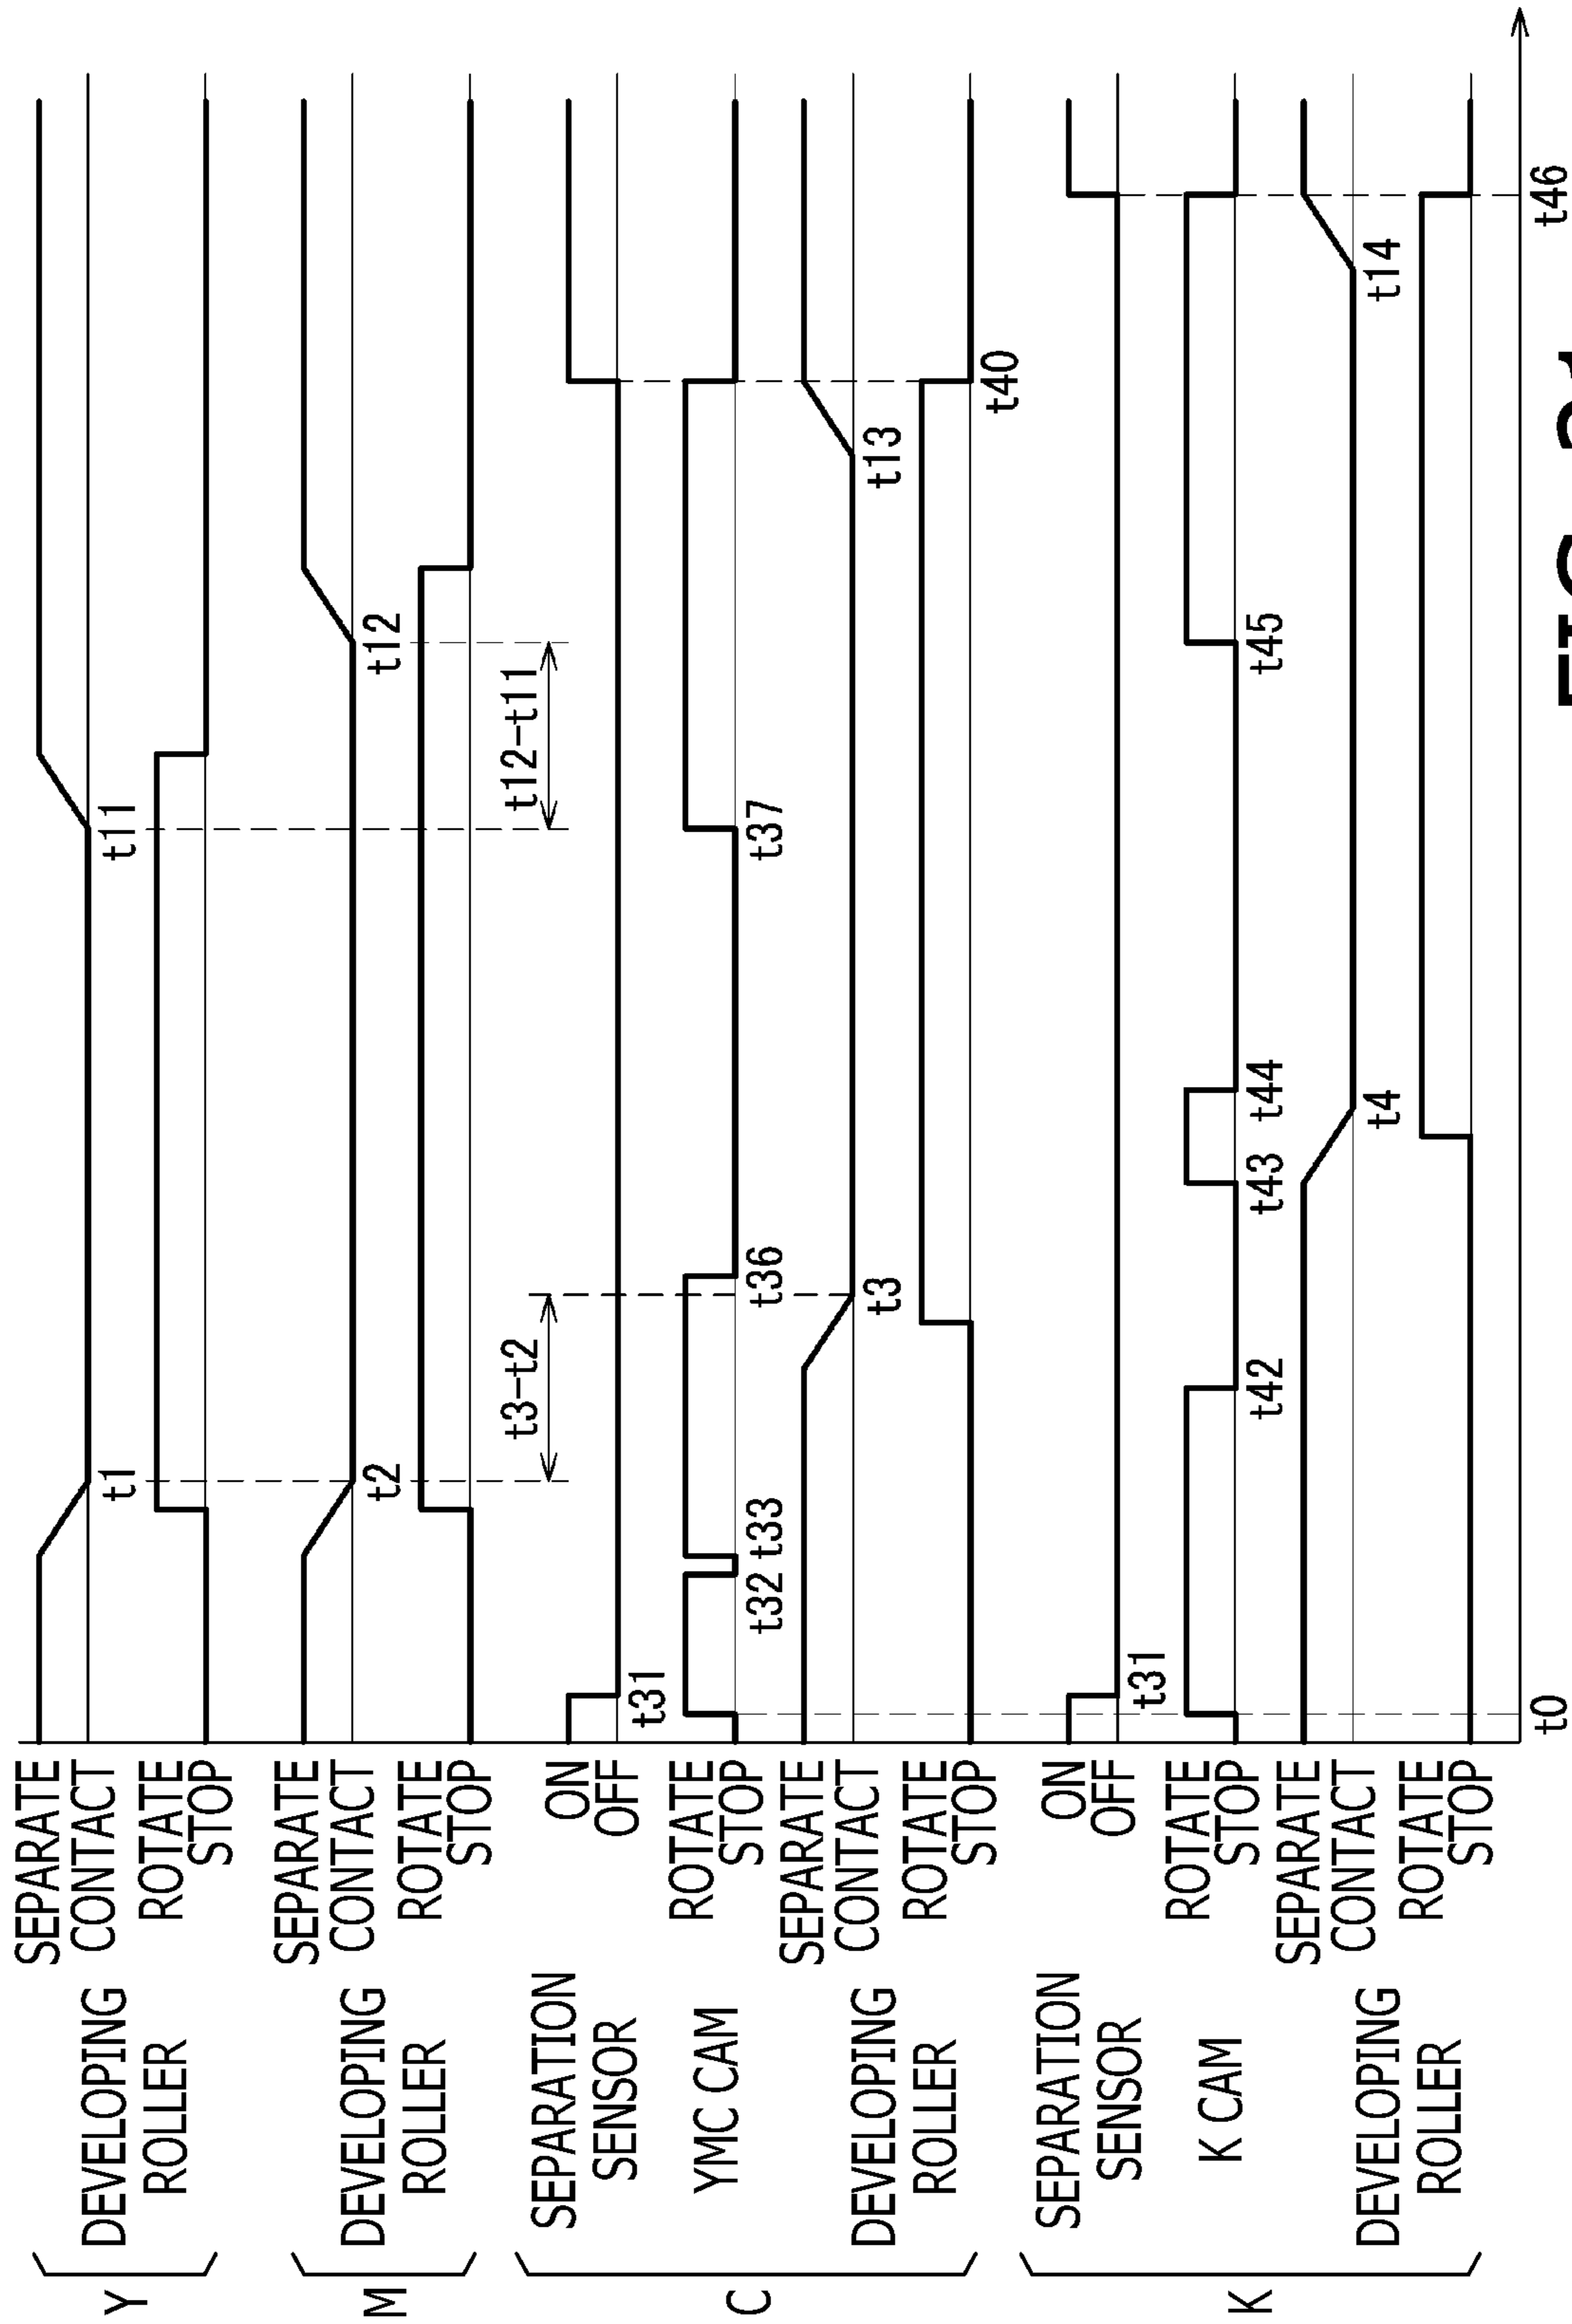 Y
DEVELOPING
ROLLER
SEPARATE
CONTACT
ROTATE
STOP
t1
t11
M
DEVELOPING
ROLLER
SEPARATE
CONTACT
ROTATE
STOP
t2
t12
t3-t2
t12-t11
C
SEPARATION
SENSOR
ON
OFF
t31
YMC CAM
ROTATE
STOP
t32
t33
t36
t37
DEVELOPING
ROLLER
SEPARATE
CONTACT
ROTATE
STOP
t3
t13
t40
K
SEPARATION
SENSOR
ON
OFF
t31
K CAM
ROTATE
STOP
t42
t43
t44
t45
DEVELOPING
ROLLER
SEPARATE
CONTACT
ROTATE
STOP
t4
t14
t0
t46